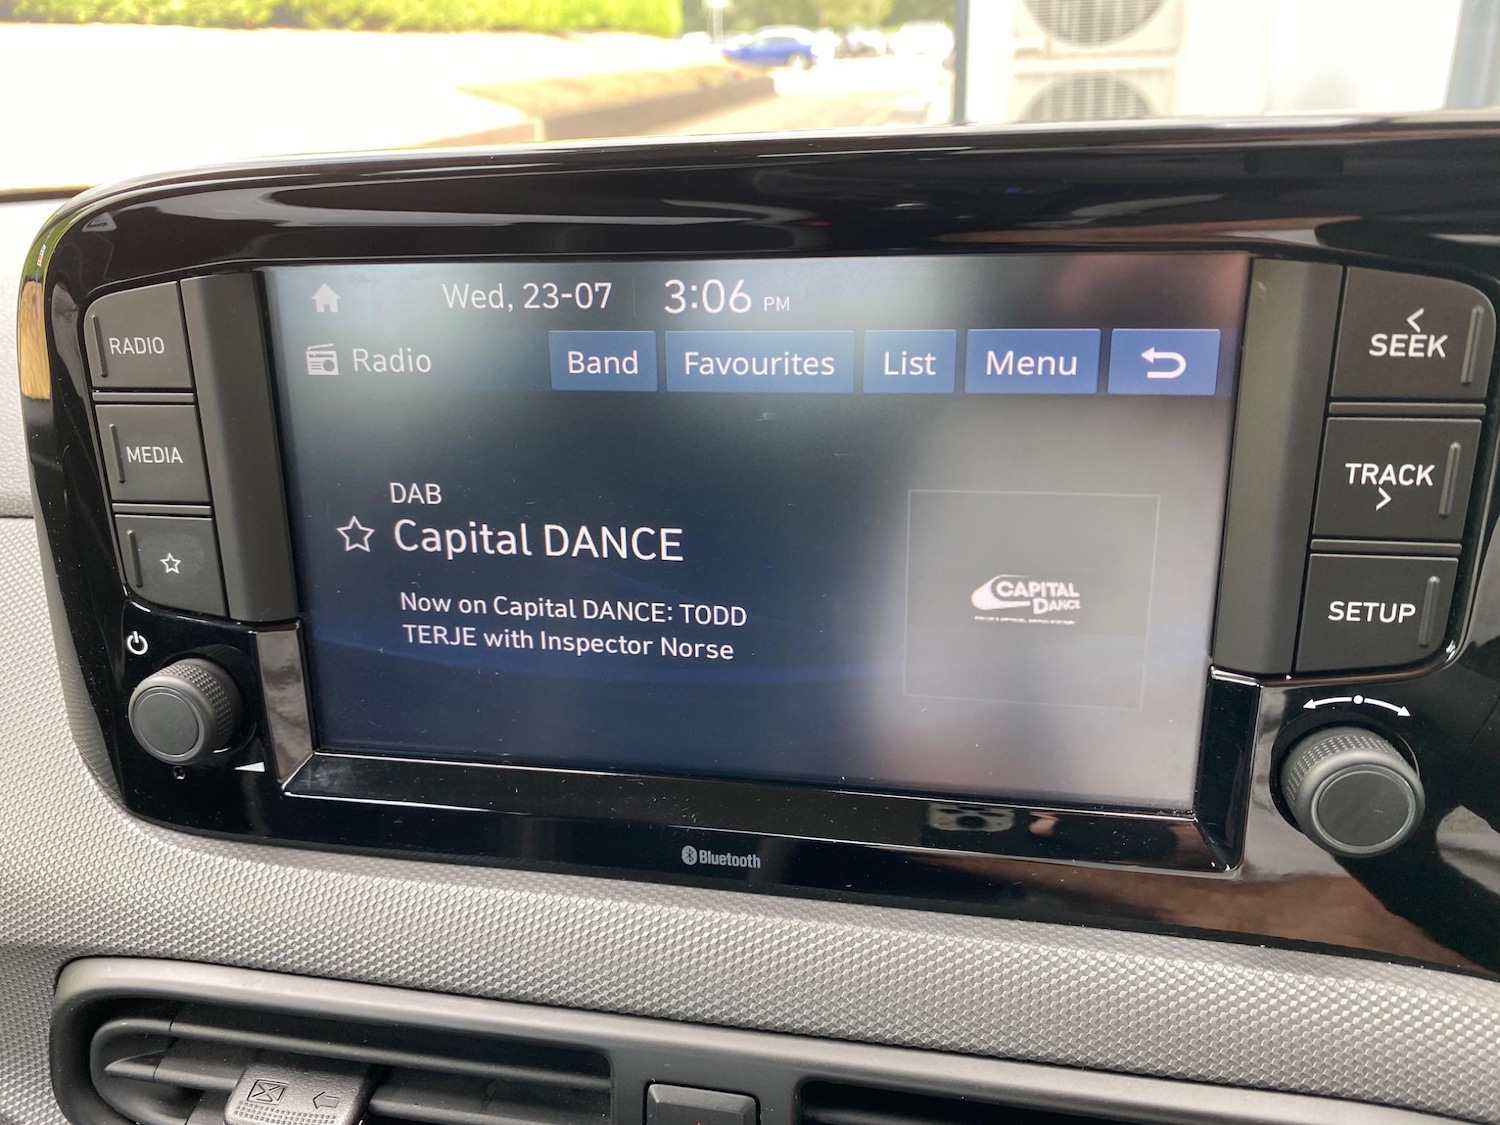 Wed, 23-07 3:06 PM
RADIO
Radio Band Favourites List Menu
SEEK
MEDIA
TRACK
DAB
Capital DANCE
Now on Capital DANCE: TODD
TERJE with Inspector Norse
CAPITAL
DANCE
SETUP
Bluetooth